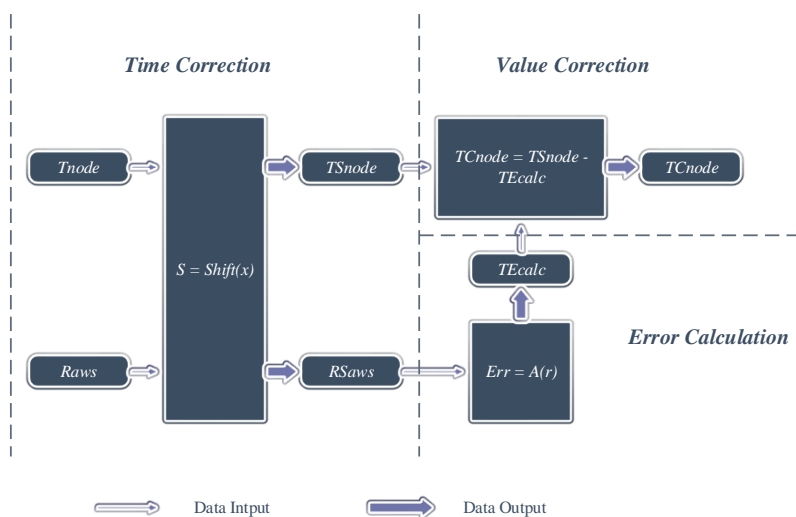 Time Correction
Value Correction
Tnode
TSnode
TCnode = TSnode -
TEcalc
TCnode
S = Shift(x)
TEcalc
Error Calculation
Raws
RSaws
Err = A(r)
Data Intput
Data Output